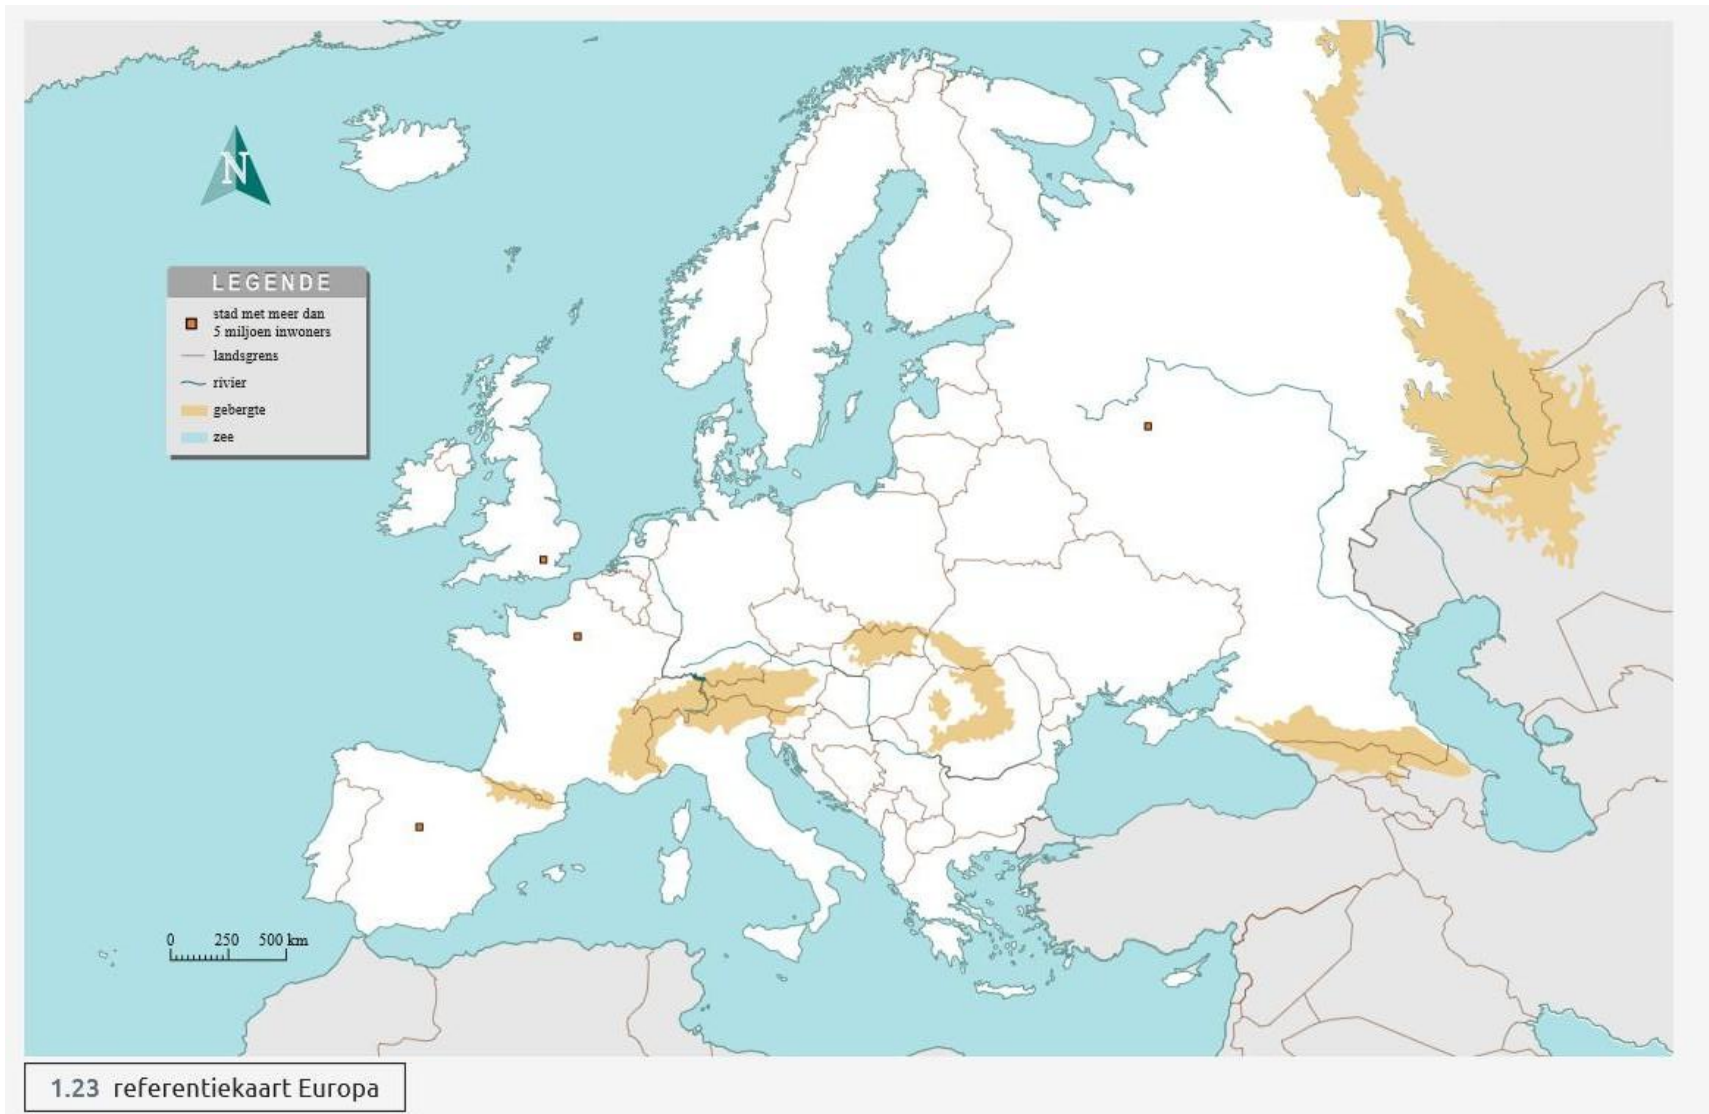 N
LEGENDE
stad met meer dan
5 miljoen inwoners
landsgrens
rivier
gebergte
zee
0 250 500 km
1.23 referentiekaart Europa